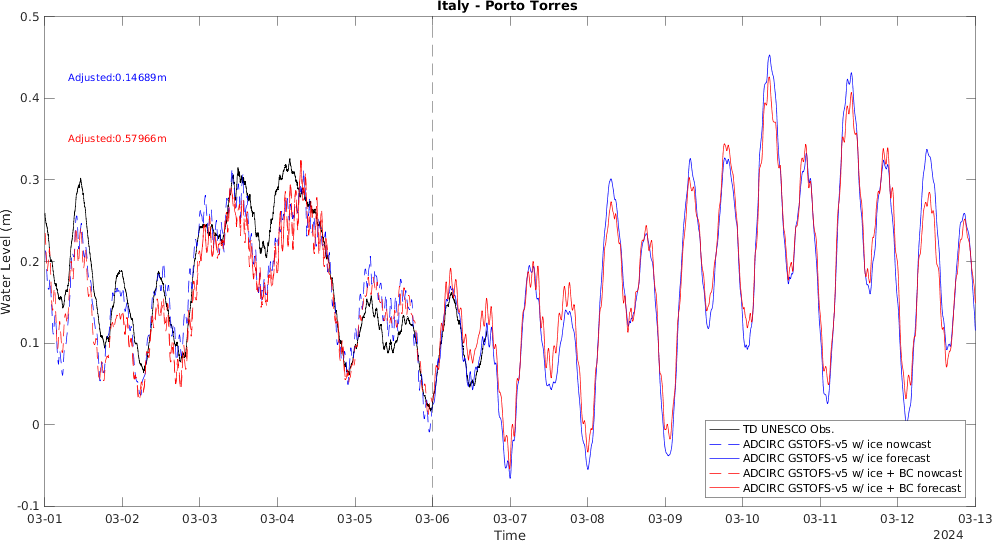 Italy - Porto Torres
0.5
0.4
0.3
0.2
0.1
0
-0.1
Water Level (m)
Adjusted:0.14689m
Adjusted:0.57966m
TD UNESCO Obs.
ADCIRC GSTOFS-v5 w/ ice nowcast
ADCIRC GSTOFS-v5 w/ ice forecast
ADCIRC GSTOFS-v5 w/ ice + BC nowcast
ADCIRC GSTOFS-v5 w/ ice + BC forecast
03-01 03-02 03-03 03-04 03-05 03-06 03-07 03-08 03-09 03-10 03-11 03-12 03-13
Time
2024